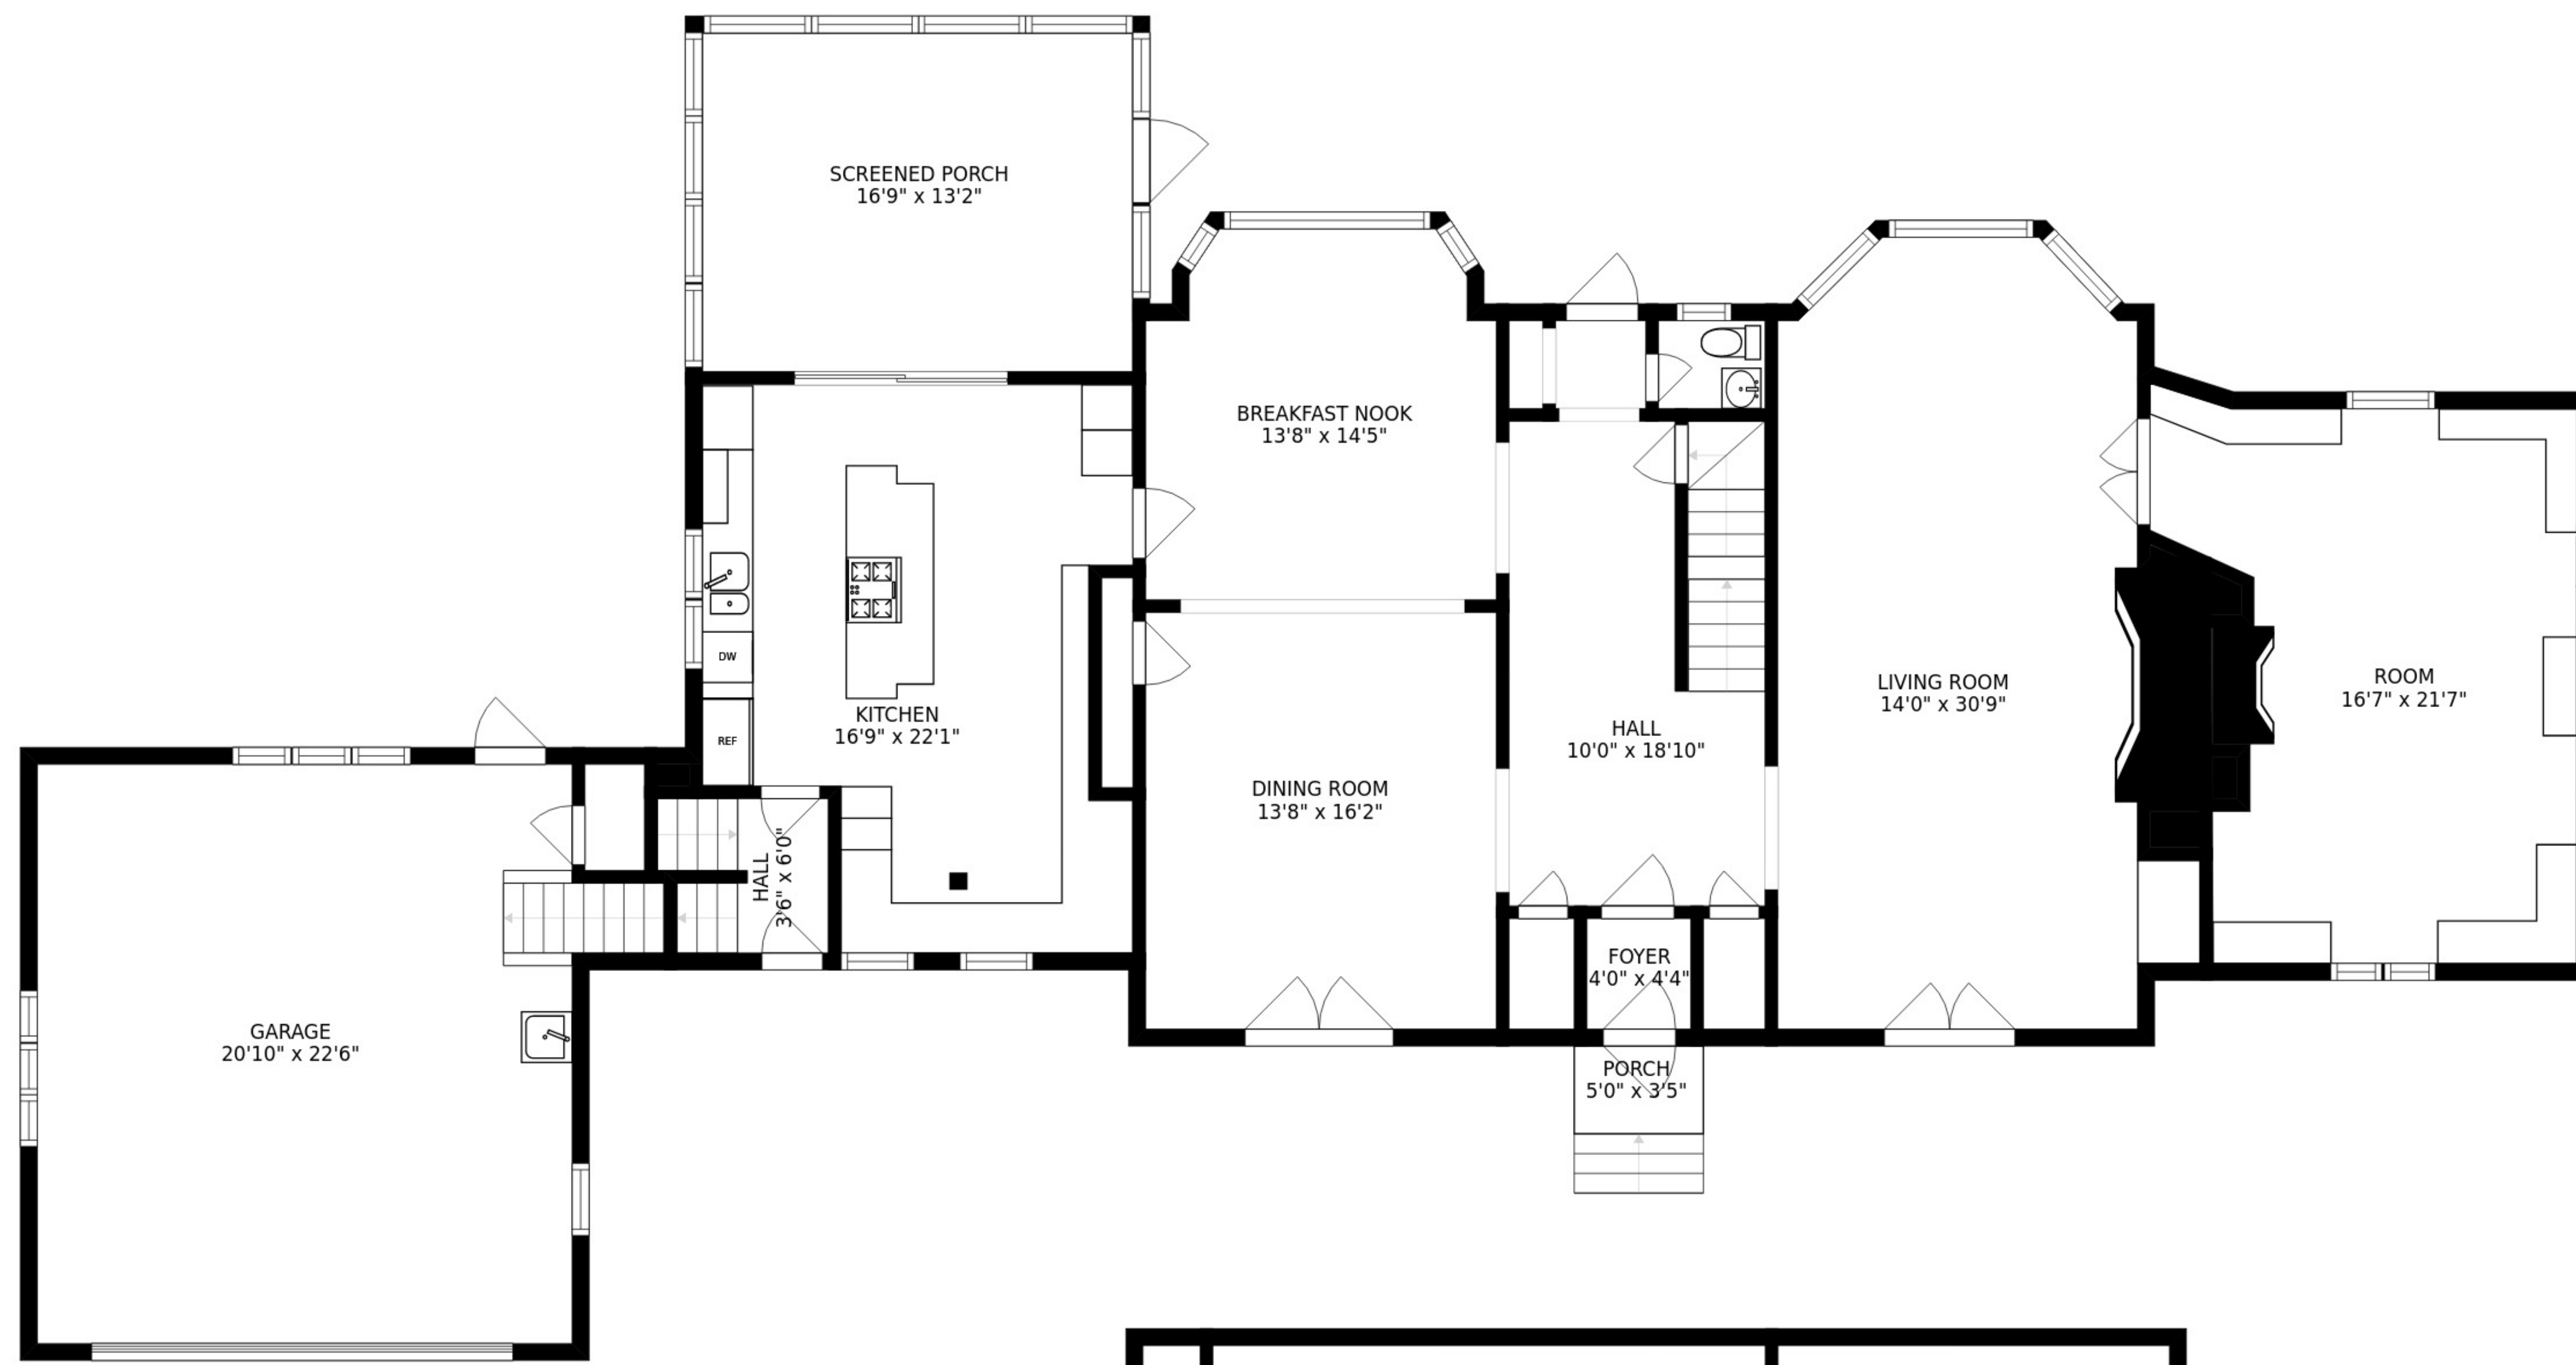 SCREENED PORCH
16'9" x 13'2"
BREAKFAST NOOK
13'8" x 14'5"
DW
REF
KITCHEN
16'9" x 22'1"
LIVING ROOM
14'0" x 30'9"
ROOM
16'7" x 21'7"
HALL
10'0" x 18'10"
DINING ROOM
13'8" x 16'2"
HALL
3'6" x 6'0"
FOYER
4'0" x 4'4"
GARAGE
20'10" x 22'6"
PORCH
5'0" x 3'5"